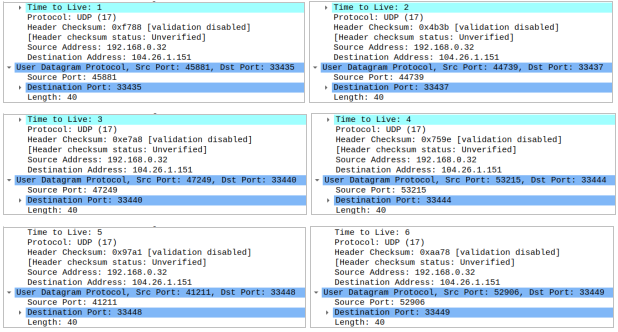 Time to Live: 1
Protocol: UDP (17)
Header Checksum: 0xf788 [validation disabled]
[Header checksum status: Unverified]
Source Address: 192.168.0.32
Destination Address: 104.26.1.151
User Datagram Protocol, Src Port: 45881, Dst Port: 33435
Source Port: 45881
Destination Port: 33435
Length: 40
Time to Live: 2
Protocol: UDP (17)
Header Checksum: 0x4b3b [validation disabled]
[Header checksum status: Unverified]
Source Address: 192.168.0.32
Destination Address: 104.26.1.151
User Datagram Protocol, Src Port: 44739, Dst Port: 33437
Source Port: 44739
Destination Port: 33437
Length: 40
Time to Live: 3
Protocol: UDP (17)
Header Checksum: 0xe7a8 [validation disabled]
[Header checksum status: Unverified]
Source Address: 192.168.0.32
Destination Address: 104.26.1.151
User Datagram Protocol, Src Port: 47249, Dst Port: 33440
Source Port: 47249
Destination Port: 33440
Length: 40
Time to Live: 4
Protocol: UDP (17)
Header Checksum: 0x759e [validation disabled]
[Header checksum status: Unverified]
Source Address: 192.168.0.32
Destination Address: 104.26.1.151
User Datagram Protocol, Src Port: 53215, Dst Port: 33444
Source Port: 53215
Destination Port: 33444
Length: 40
Time to Live: 5
Protocol: UDP (17)
Header Checksum: 0x97a1 [validation disabled]
[Header checksum status: Unverified]
Source Address: 192.168.0.32
Destination Address: 104.26.1.151
User Datagram Protocol, Src Port: 41211, Dst Port: 33448
Source Port: 41211
Destination Port: 33448
Length: 40
Time to Live: 6
Protocol: UDP (17)
Header Checksum: 0xaa78 [validation disabled]
[Header checksum status: Unverified]
Source Address: 192.168.0.32
Destination Address: 104.26.1.151
User Datagram Protocol, Src Port: 52906, Dst Port: 33449
Source Port: 52906
Destination Port: 33449
Length: 40